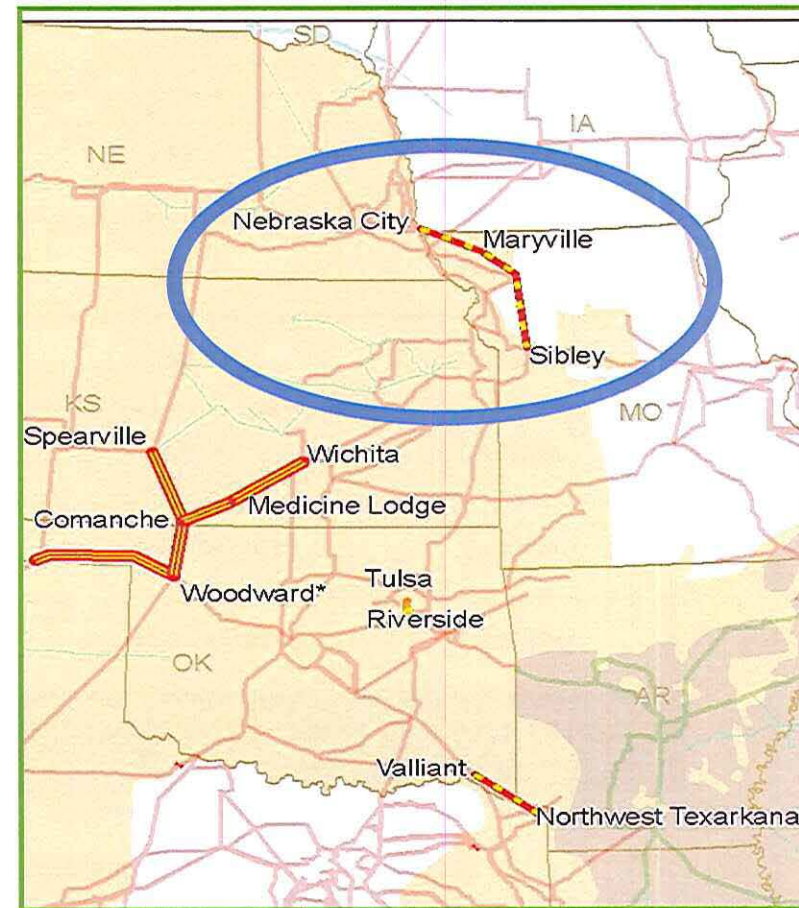 SD
IA
NE
Nebraska City
Maryville
Sibley
KS
MO
Spearville
Wichita
Medicine Lodge
Comanche
Tulsa
Woodward*
Riverside
OK
AR
Valliant
Northwest Texarkana